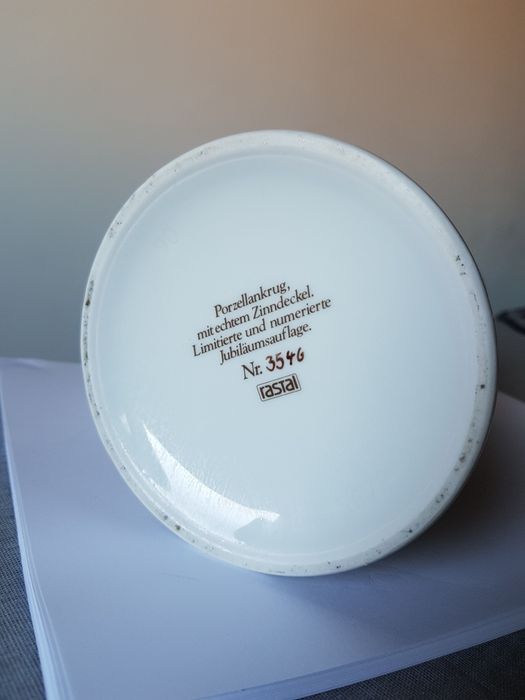 Porzellankrug,
mit echtem Zinndeckel.
Limitierte und numerierte
Jubiläumsauflage.
Nr. 3546
rastal